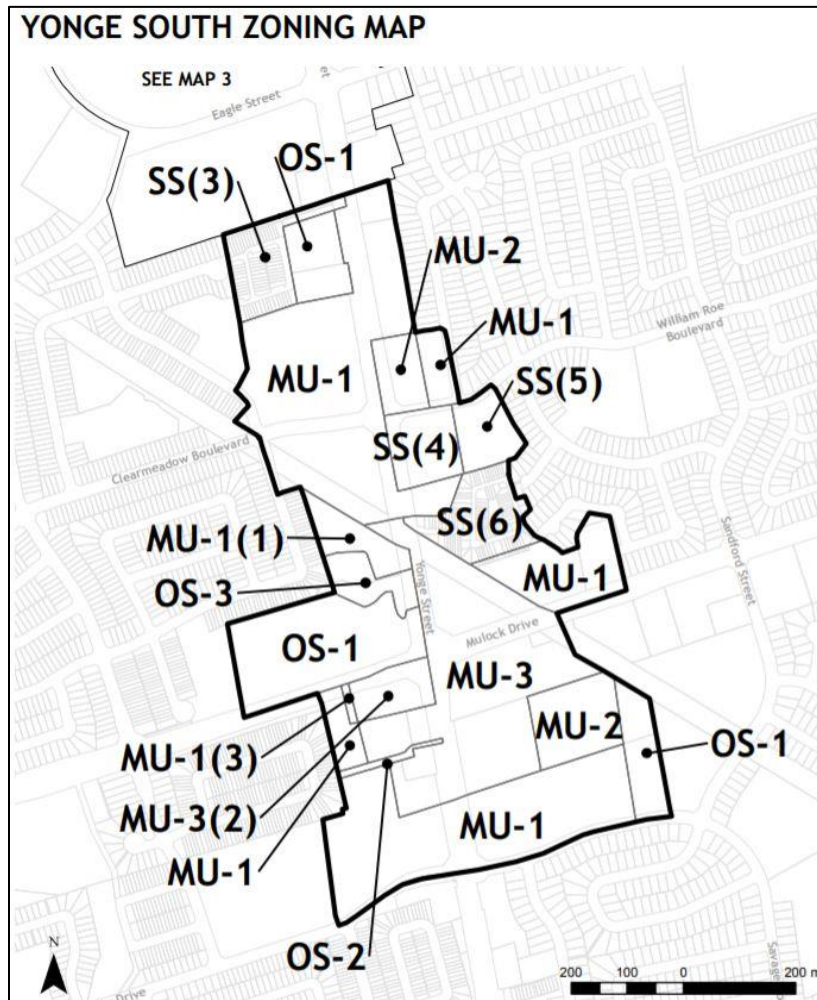 YONGE SOUTH ZONING MAP
SEE MAP 3
Eagle Street
OS-1
SS(3)
MU-2
MU-1
William Roe
Boulevard
MU-1
SS(5)
SS(4)
Clearmeadow Boulevard
SS(6)
MU-1(1)
Sandford Street
OS-3
MU-1
Yonge Street
Mulock Drive
OS-1
MU-3
MU-2
OS-1
MU-1(3)
MU-3(2)
MU-1
MU-1
OS-2
N
Drive
200 100 0 200 m